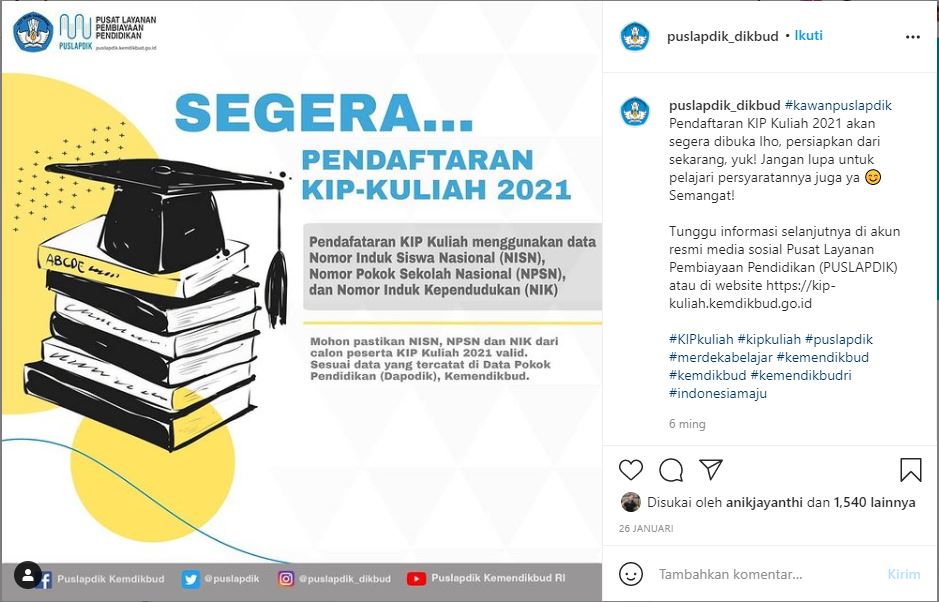 PUSLAPDIK
PUSAT LAYANAN
PEMBIAYAAN
PENDIDIKAN
puslapdik.kemdikbud.go.id
SEGERA...
PENDAFTARAN
KIP-KULIAH 2021
Pendafataran KIP Kuliah menggunakan data
Nomor Induk Siswa Nasional (NISN),
Nomor Pokok Sekolah Nasional (NPSN),
dan Nomor Induk Kependudukan (NIK)
Mohon pastikan NISN, NPSN dan NIK dari
calon peserta KIP Kuliah 2021 valid.
Sesuai data yang tercatat di Data Pokok
Pendidikan (Dapodik), Kemendikbud.
ABCDE
Puslapdik Kemdikbud
@puslapdik
@puslapdik_dikbud
Puslapdik Kemendikbud RI
puslapdik_dikbud • Ikuti
puslapdik_dikbud #kawanpuslapdik
Pendaftaran KIP Kuliah 2021 akan
segera dibuka lho, persiapkan dari
sekarang, yuk! Jangan lupa untuk
pelajari persyaratannya juga ya 😊
Semangat!
Tunggu informasi selanjutnya di akun
resmi media sosial Pusat Layanan
Pembiayaan Pendidikan (PUSLAPDIK)
atau di website https://kip-
kuliah.kemdikbud.go.id
#KIPkuliah #kipkuliah #puslapdik
#merdekabelajar #kemendikbud
#kemdikbud #kemendikbudri
#indonesiamaju
6 ming
Disukai oleh anikjayanthi dan 1,540 lainnya
26 JANUARI
Tambahkan komentar...
Kirim